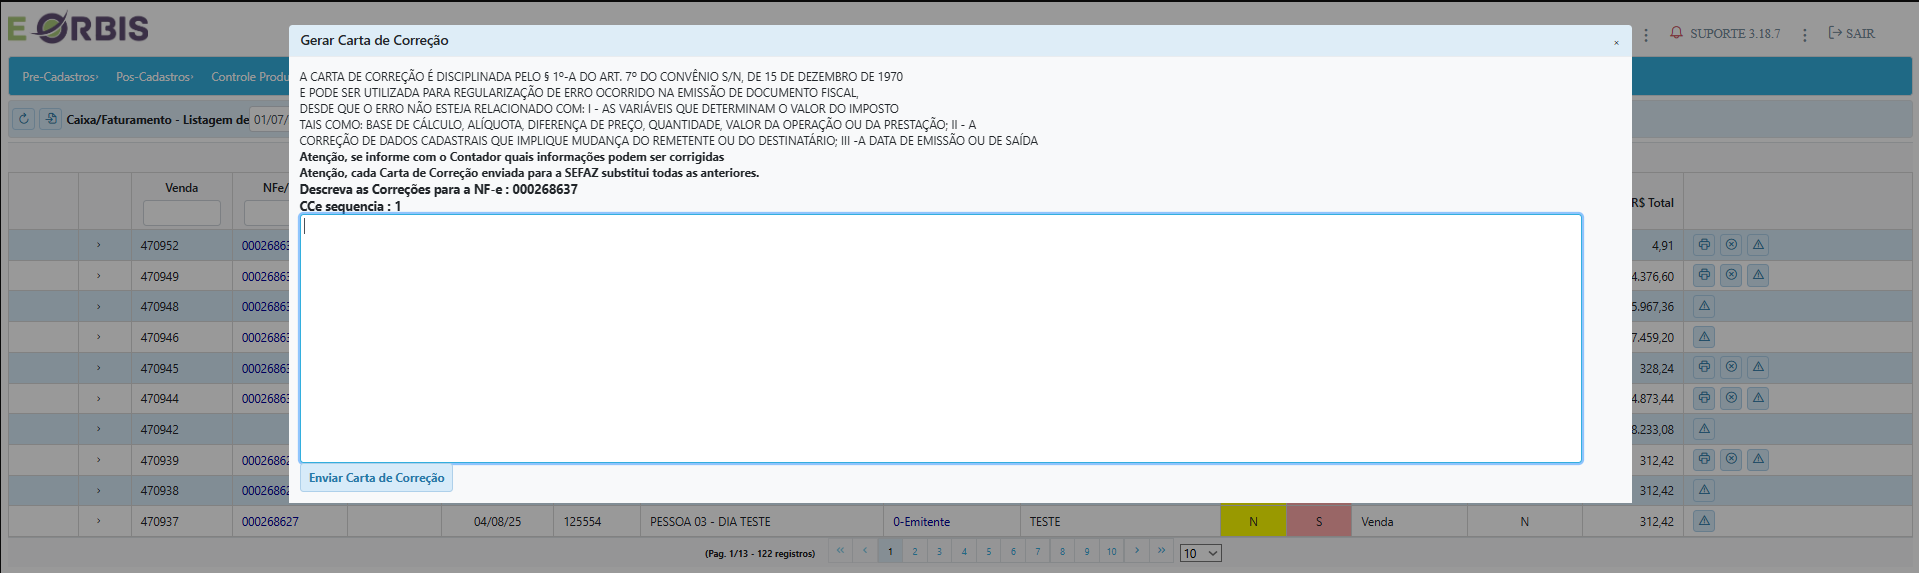 E ORBIS
SUPORTE 3.18.7
SAIR
Pre-Cadastros
Pos-Cadastros
Controle Produ
Caixa/Faturamento - Listagem de
01/07/
Gerar Carta de Correção
A CARTA DE CORREÇÃO É DISCIPLINADA PELO § 1º-A DO ART. 7º DO CONVÊNIO S/N, DE 15 DE DEZEMBRO DE 1970
E PODE SER UTILIZADA PARA REGULARIZAÇÃO DE ERRO OCORRIDO NA EMISSÃO DE DOCUMENTO FISCAL,
DESDE QUE O ERRO NÃO ESTEJA RELACIONADO COM: I - AS VARIÁVEIS QUE DETERMINAM O VALOR DO IMPOSTO
TAIS COMO: BASE DE CÁLCULO, ALÍQUOTA, DIFERENÇA DE PREÇO, QUANTIDADE, VALOR DA OPERAÇÃO OU DA PRESTAÇÃO; II - A
CORREÇÃO DE DADOS CADASTRAIS QUE IMPLIQUE MUDANÇA DO REMETENTE OU DO DESTINATÁRIO; III -A DATA DE EMISSÃO OU DE SAÍDA
Atenção, se informe com o Contador quais informações podem ser corrigidas
Atenção, cada Carta de Correção enviada para a SEFAZ substitui todas as anteriores.
Descreva as Correções para a NF-e : 000268637
CCe sequencia : 1
Enviar Carta de Correção
Venda NFe/ R$ Total
470952 00026863 4,91
470949 00026863 4.376,60
470948 00026863 5.967,36
470946 00026863 7.459,20
470945 00026863 328,24
470944 00026863 4.873,44
470942 8.233,08
470939 0002686 312,42
470938 0002686 312,42
470937 000268627 04/08/25 125554 PESSOA 03 - DIA TESTE 0-Emitente TESTE N S Venda N 312,42
(Pag. 1/13 - 122 registros) 1 2 3 4 5 6 7 8 9 10 10